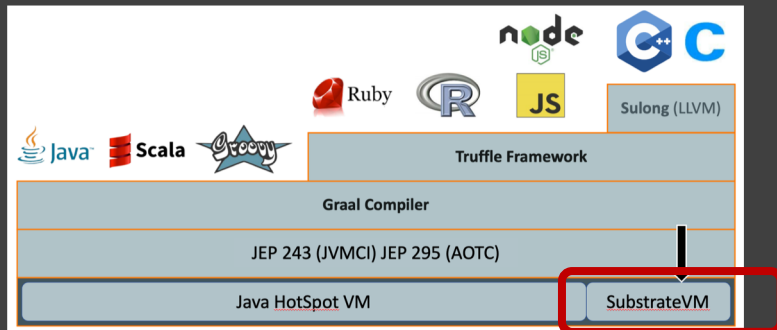 node
JS
C++
C
Ruby
R
JS
Sulong (LLVM)
Java™
Scala
Groovy
Truffle Framework
Graal Compiler
JEP 243 (JVMCI) JEP 295 (AOTC)
Java HotSpot VM
SubstrateVM